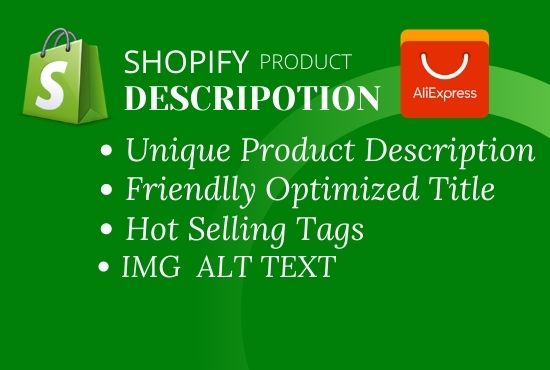 S
SHOPIFY PRODUCT
DESCRIPOTION
AliExpress
• Unique Product Description
• Friendlly Optimized Title
• Hot Selling Tags
• IMG ALT TEXT